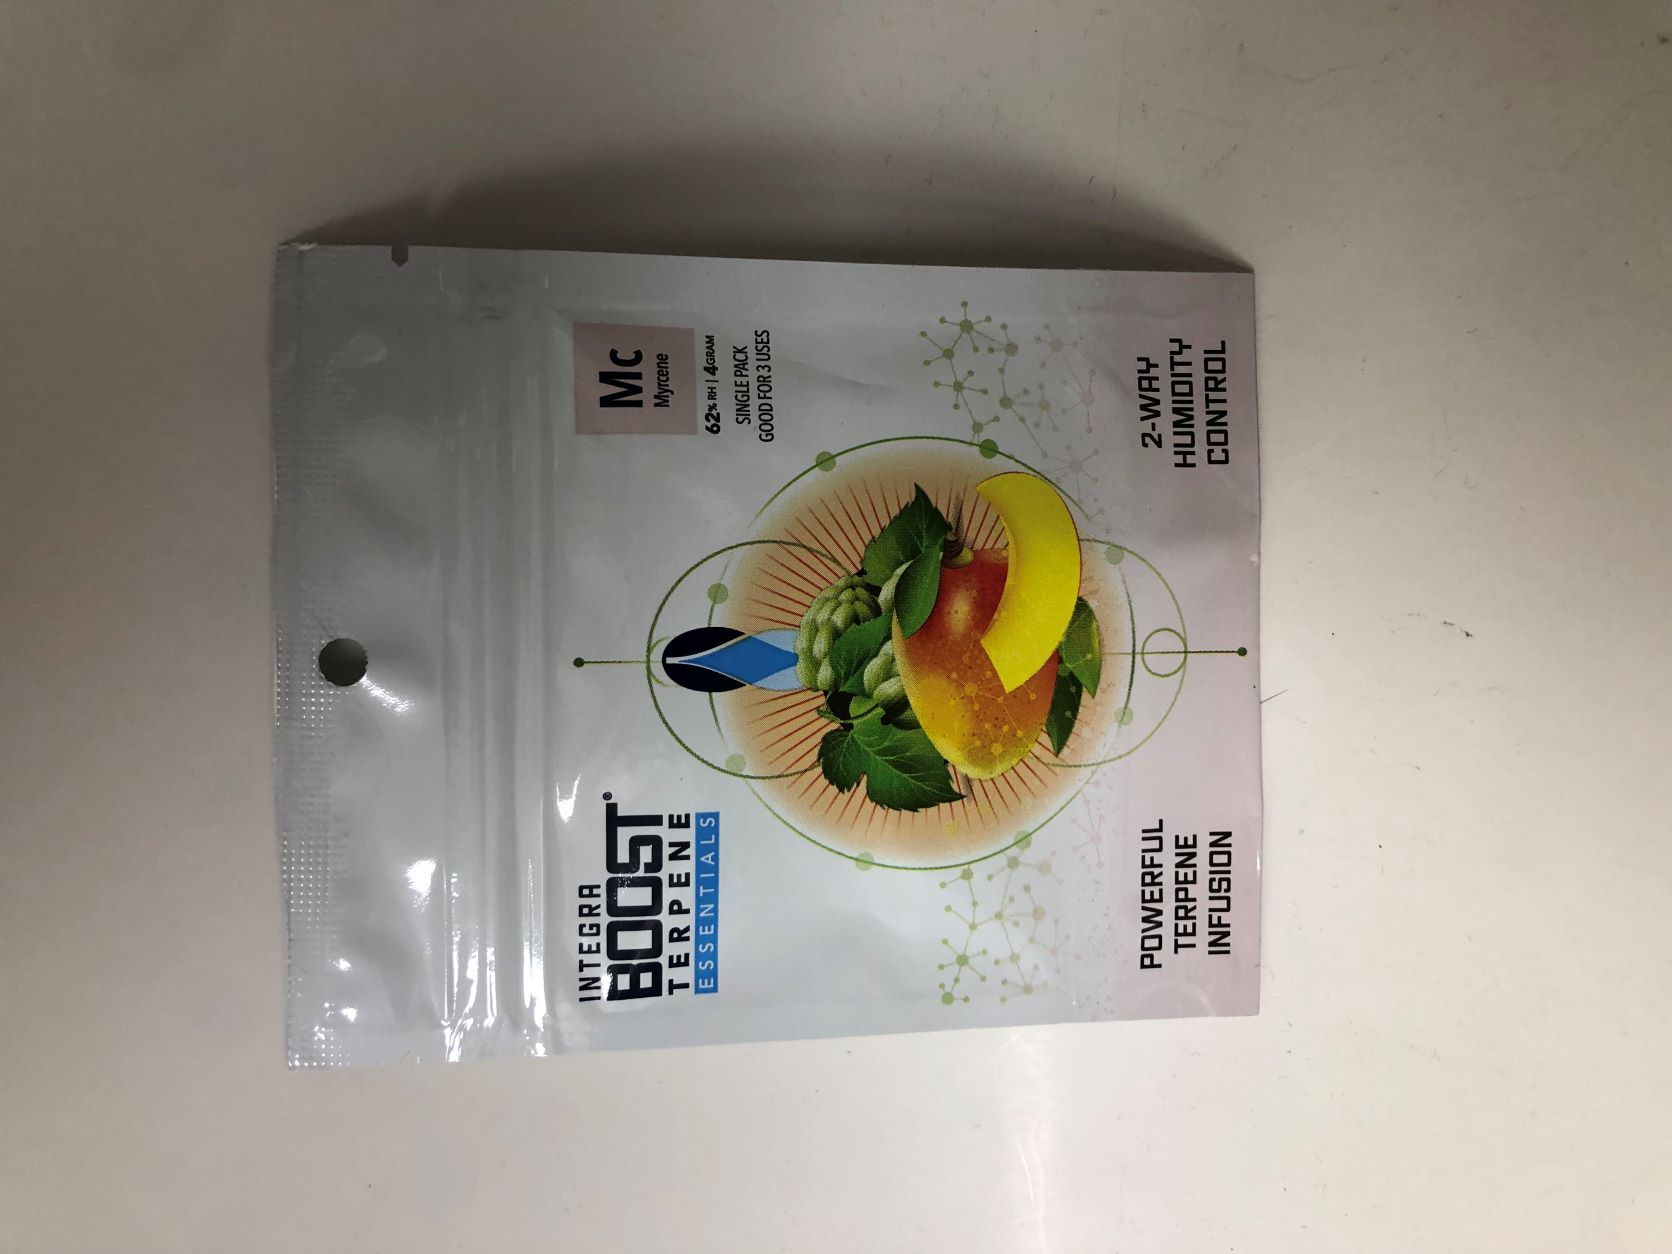 INTEGRA
BOOST®
TERPENE
ESSENTIALS
Mc
Myrcene
62% RH | 4GRAM
SINGLE PACK
GOOD FOR 3 USES
POWERFUL
TERPENE
INFUSION
2-WAY
HUMIDITY
CONTROL